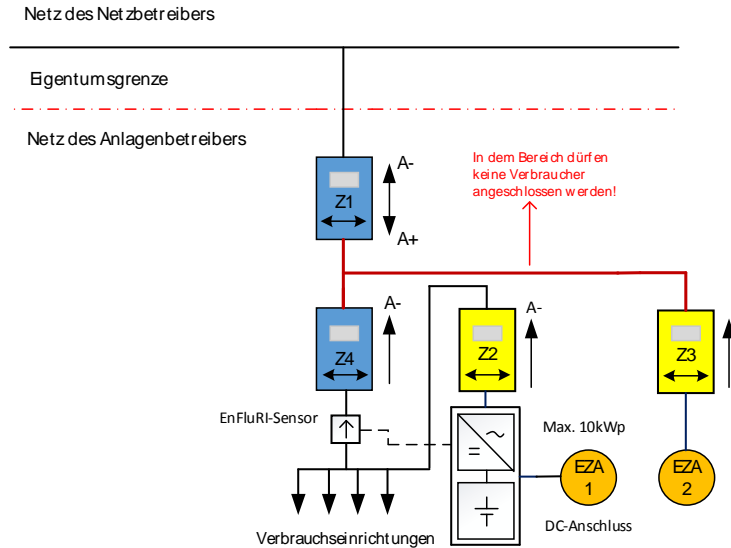 Netz des Netzbetreibers
Eigentumsgrenze
Netz des Anlagenbetreibers
In dem Bereich dürfen
keine Verbraucher
angeschlossen werden!
A-
Z1
A+
A-
Z4
A-
Z2
Z3
EnFluRI-Sensor
Max. 10kWp
EZA
1
EZA
2
DC-Anschluss
Verbrauchseinrichtungen